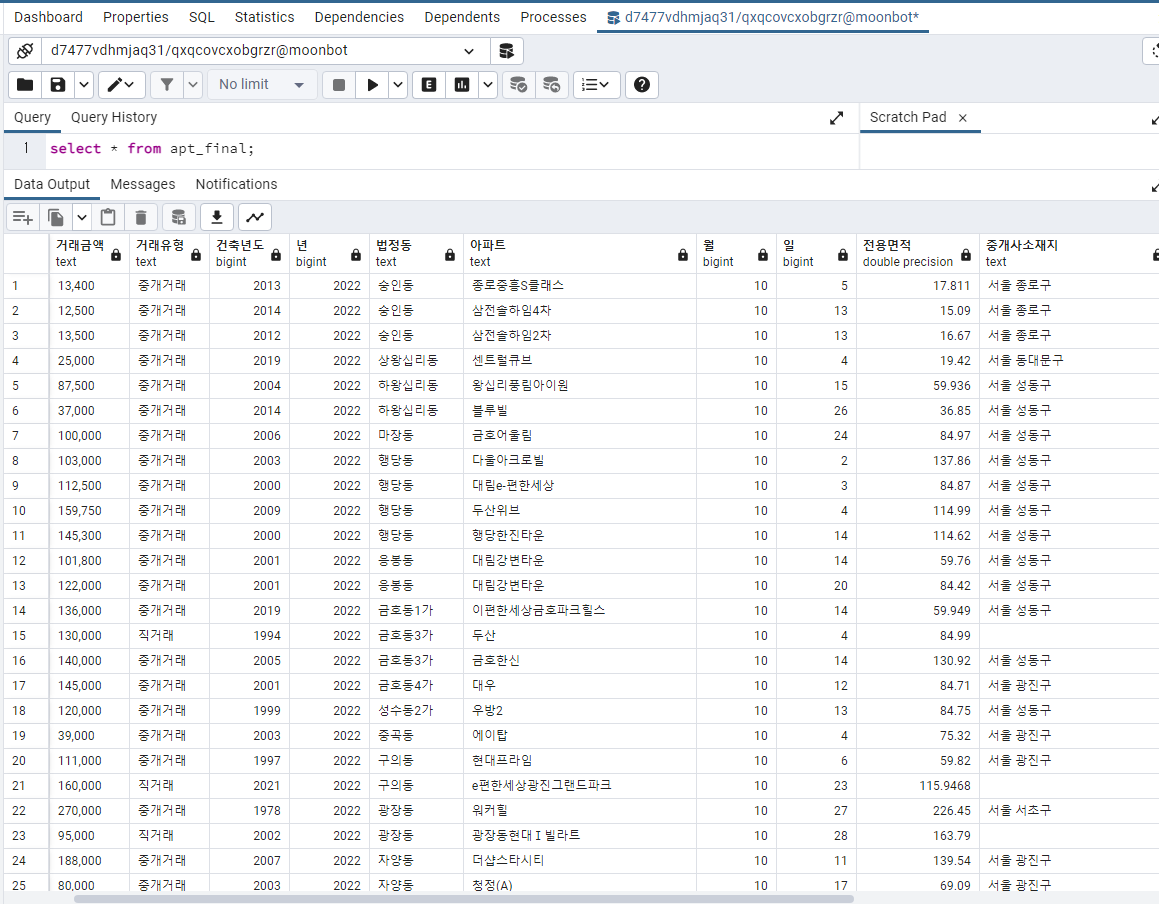 Dashboard Properties SQL Statistics Dependencies Dependents Processes d7477vdhmjaq31/qxqcovcxobgrzr@moonbot*
d7477vdhmjaq31/qxqcovcxobgrzr@moonbot
No limit E ?
Query Query History Scratch Pad ×
1 select * from apt_final;
Data Output Messages Notifications
거래금액 거래유형 건축년도 년 법정동 아파트 월 일 전용면적 중개사소재지
text text bigint bigint text text bigint bigint double precision text
1 13,400 중개거래 2013 2022 숭인동 종로중흥S클래스 10 5 17.811 서울 종로구
2 12,500 중개거래 2014 2022 숭인동 삼전솔하임4차 10 13 15.09 서울 종로구
3 13,500 중개거래 2012 2022 숭인동 삼전솔하임2차 10 13 16.67 서울 종로구
4 25,000 중개거래 2019 2022 상왕십리동 센트럴큐브 10 4 19.42 서울 동대문구
5 87,500 중개거래 2004 2022 하왕십리동 왕십리풍림아이원 10 15 59.936 서울 성동구
6 37,000 중개거래 2014 2022 하왕십리동 블루빌 10 26 36.85 서울 성동구
7 100,000 중개거래 2006 2022 마장동 금호어울림 10 24 84.97 서울 성동구
8 103,000 중개거래 2003 2022 행당동 다울아크로빌 10 2 137.86 서울 성동구
9 112,500 중개거래 2000 2022 행당동 대림e-편한세상 10 3 84.87 서울 성동구
10 159,750 중개거래 2009 2022 행당동 두산위브 10 4 114.99 서울 성동구
11 145,300 중개거래 2000 2022 행당동 행당한진타운 10 14 114.62 서울 성동구
12 101,800 중개거래 2001 2022 응봉동 대림강변타운 10 14 59.76 서울 성동구
13 122,000 중개거래 2001 2022 응봉동 대림강변타운 10 20 84.42 서울 성동구
14 136,000 중개거래 2019 2022 금호동1가 이편한세상금호파크힐스 10 14 59.949 서울 성동구
15 130,000 직거래 1994 2022 금호동3가 두산 10 4 84.99
16 140,000 중개거래 2005 2022 금호동3가 금호한신 10 14 130.92 서울 성동구
17 145,000 중개거래 2001 2022 금호동4가 대우 10 12 84.71 서울 광진구
18 120,000 중개거래 1999 2022 성수동2가 우방2 10 13 84.75 서울 성동구
19 39,000 중개거래 2003 2022 중곡동 에이탑 10 4 75.32 서울 광진구
20 111,000 중개거래 1997 2022 구의동 현대프라임 10 6 59.82 서울 광진구
21 160,000 직거래 2021 2022 구의동 e편한세상광진그랜드파크 10 23 115.9468
22 270,000 중개거래 1978 2022 광장동 워커힐 10 27 226.45 서울 서초구
23 95,000 직거래 2002 2022 광장동 광장동현대Ⅰ빌라트 10 28 163.79
24 188,000 중개거래 2007 2022 자양동 더샵스타시티 10 11 139.54 서울 광진구
25 80,000 중개거래 2003 2022 자양동 청정(A) 10 17 69.09 서울 광진구